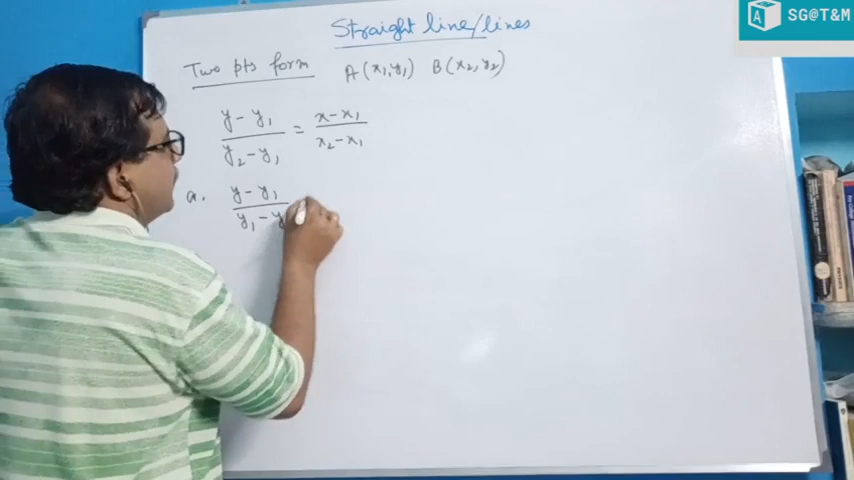 SG@T&M
A
Straight line/lines
Two pts form A(x₁,y₁) B(x₂,y₂)
y-y₁/y₂-y₁ = x-x₁/x₂-x₁
a. y-y₁/y₁-y